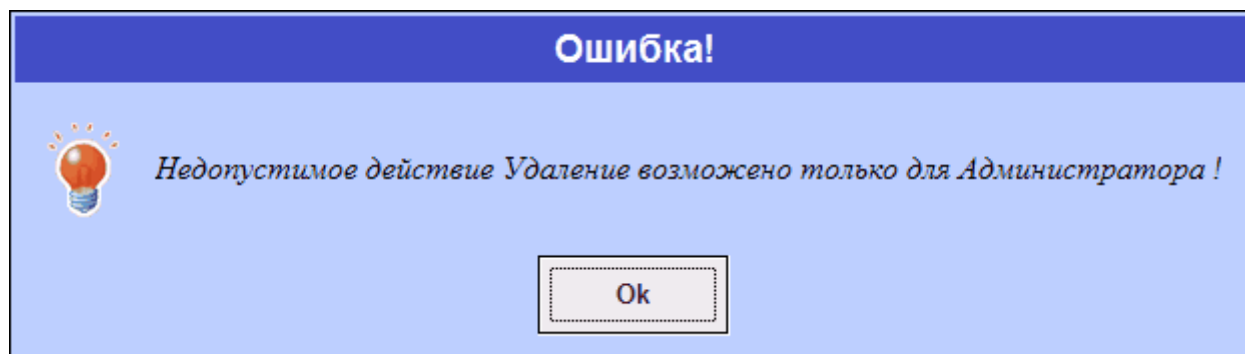 Ошибка!
Недопустимое действие Удаление возможено только для Администратора !
Ok